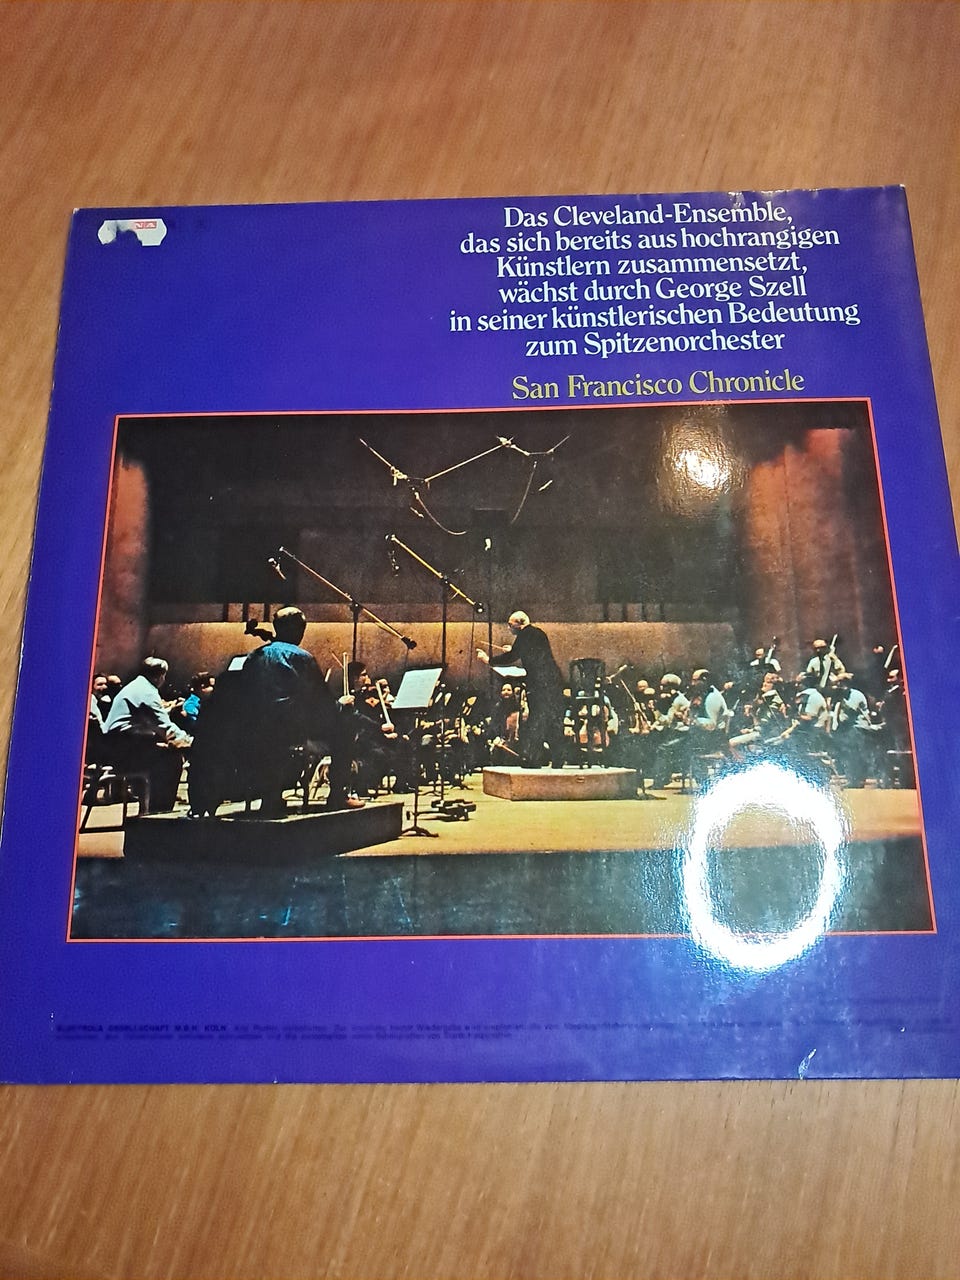 Das Cleveland-Ensemble,
das sich bereits aus hochrangigen
Künstlern zusammensetzt,
wächst durch George Szell
in seiner künstlerischen Bedeutung
zum Spitzenorchester
San Francisco Chronicle
ELECTROLA GESELLSCHAFT M.B.H. KÖLN.